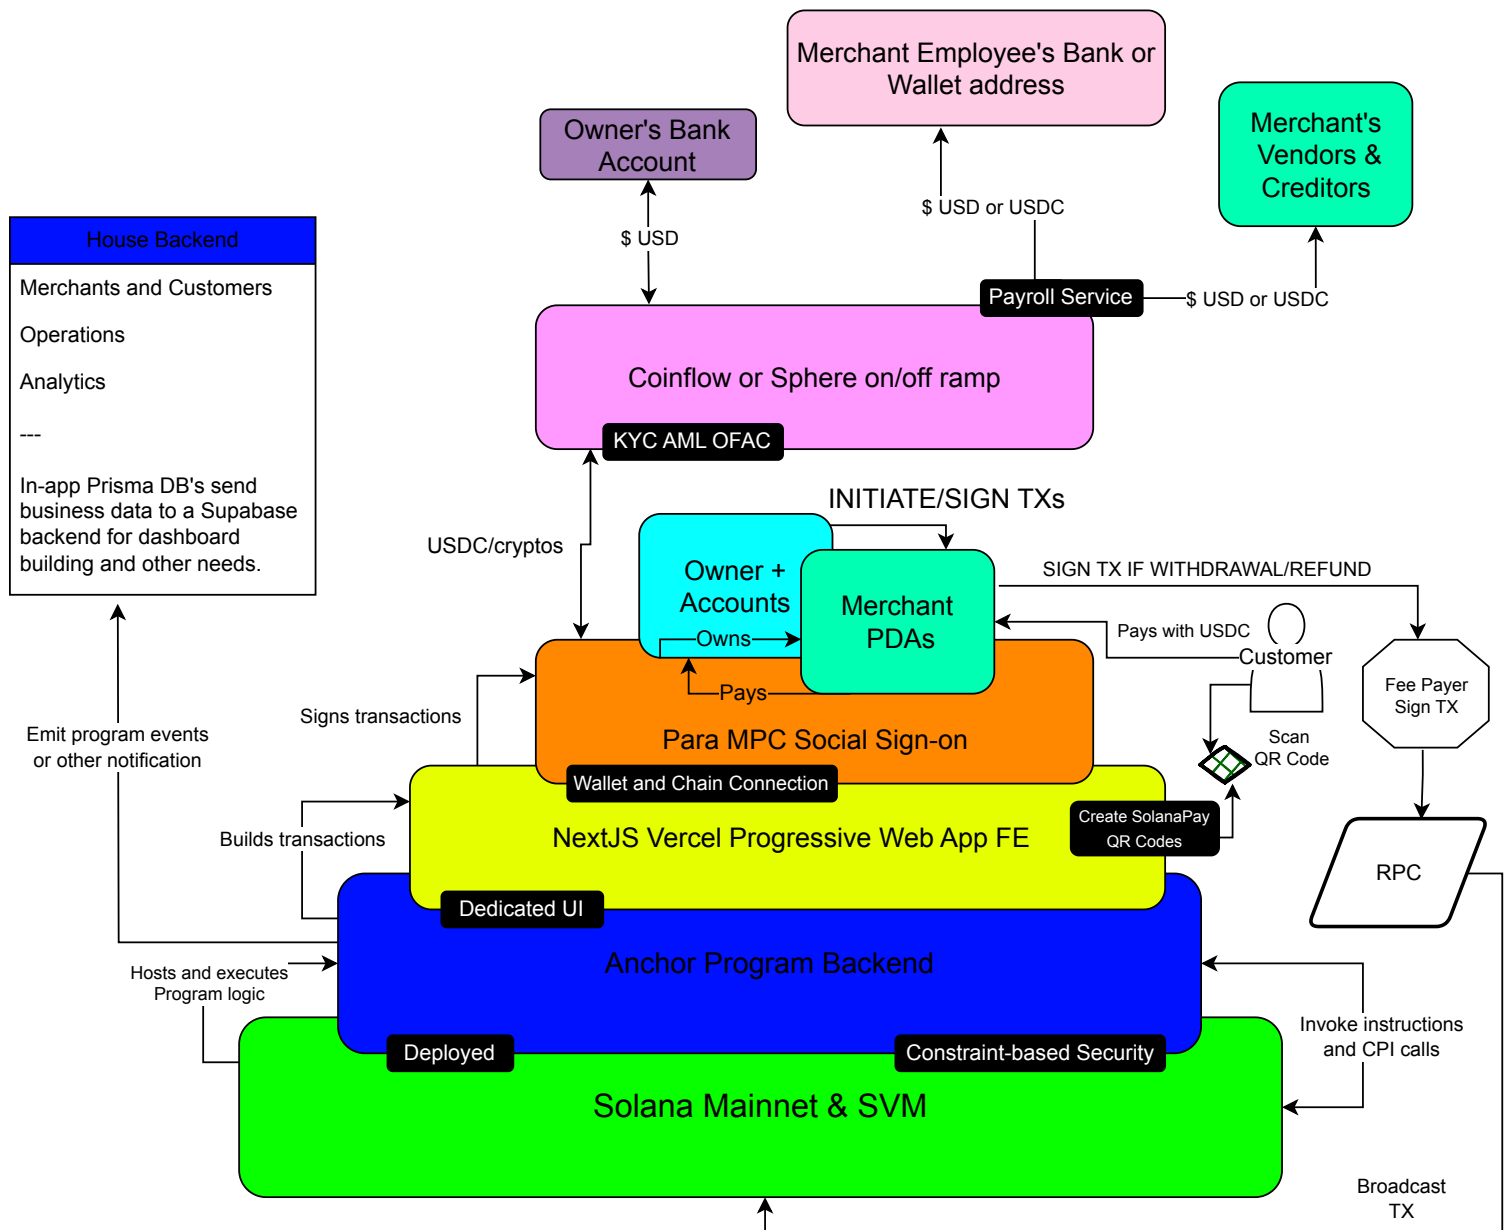 Merchant Employee's Bank or
Wallet address
Owner's Bank
Account
Merchant's
Vendors &
Creditors
$ USD or USDC
$ USD
House Backend
Merchants and Customers
Operations
Analytics
---
In-app Prisma DB's send
business data to a Supabase
backend for dashboard
building and other needs.
Payroll Service
$ USD or USDC
Coinflow or Sphere on/off ramp
KYC AML OFAC
INITIATE/SIGN TXs
USDC/cryptos
Owner +
Accounts
Merchant
PDAs
SIGN TX IF WITHDRAWAL/REFUND
Owns
Pays with USDC
Customer
Pays
Fee Payer
Sign TX
Signs transactions
Para MPC Social Sign-on
Scan
QR Code
Emit program events
or other notification
Wallet and Chain Connection
Create SolanaPay
QR Codes
Builds transactions
NextJS Vercel Progressive Web App FE
RPC
Dedicated UI
Anchor Program Backend
Hosts and executes
Program logic
Invoke instructions
and CPI calls
Deployed
Constraint-based Security
Solana Mainnet & SVM
Broadcast
TX